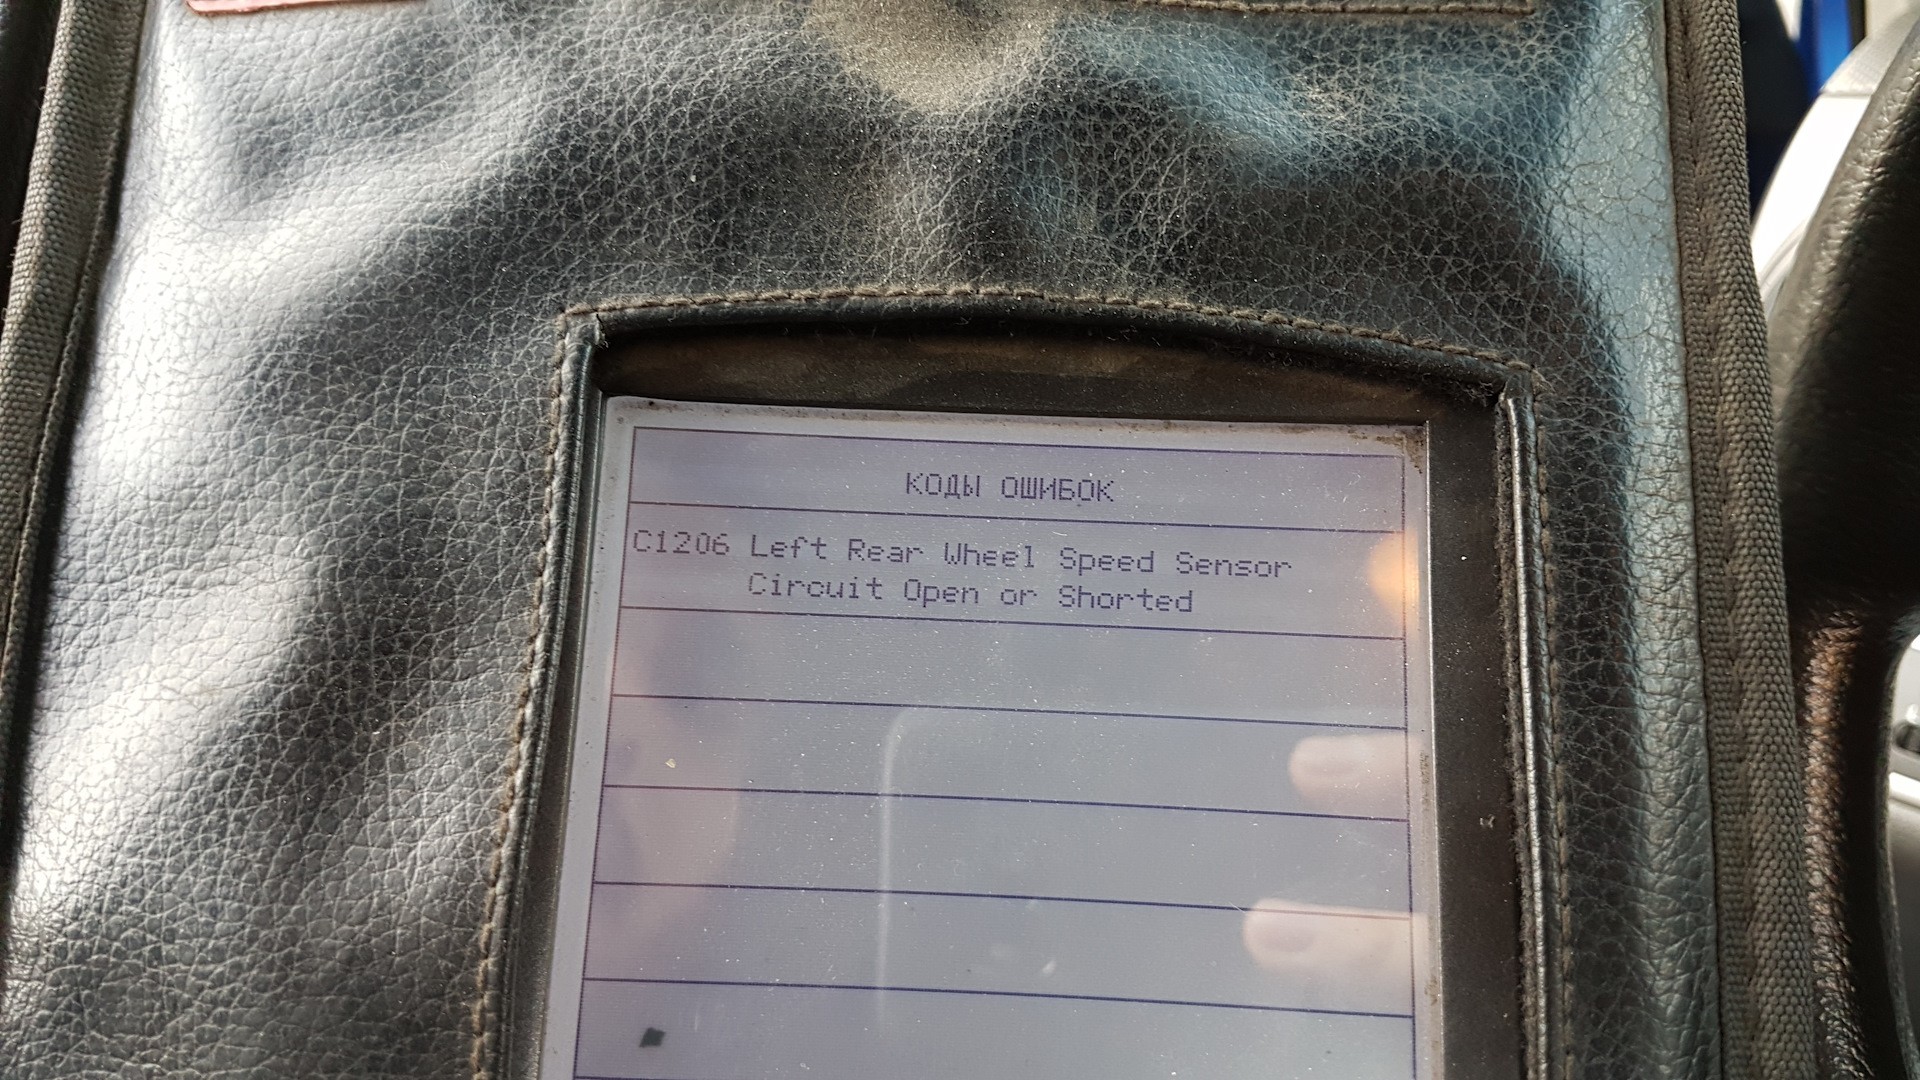 КОДЫ ОШИБОК
C1206 Left Rear Wheel Speed Sensor
Circuit Open or Shorted